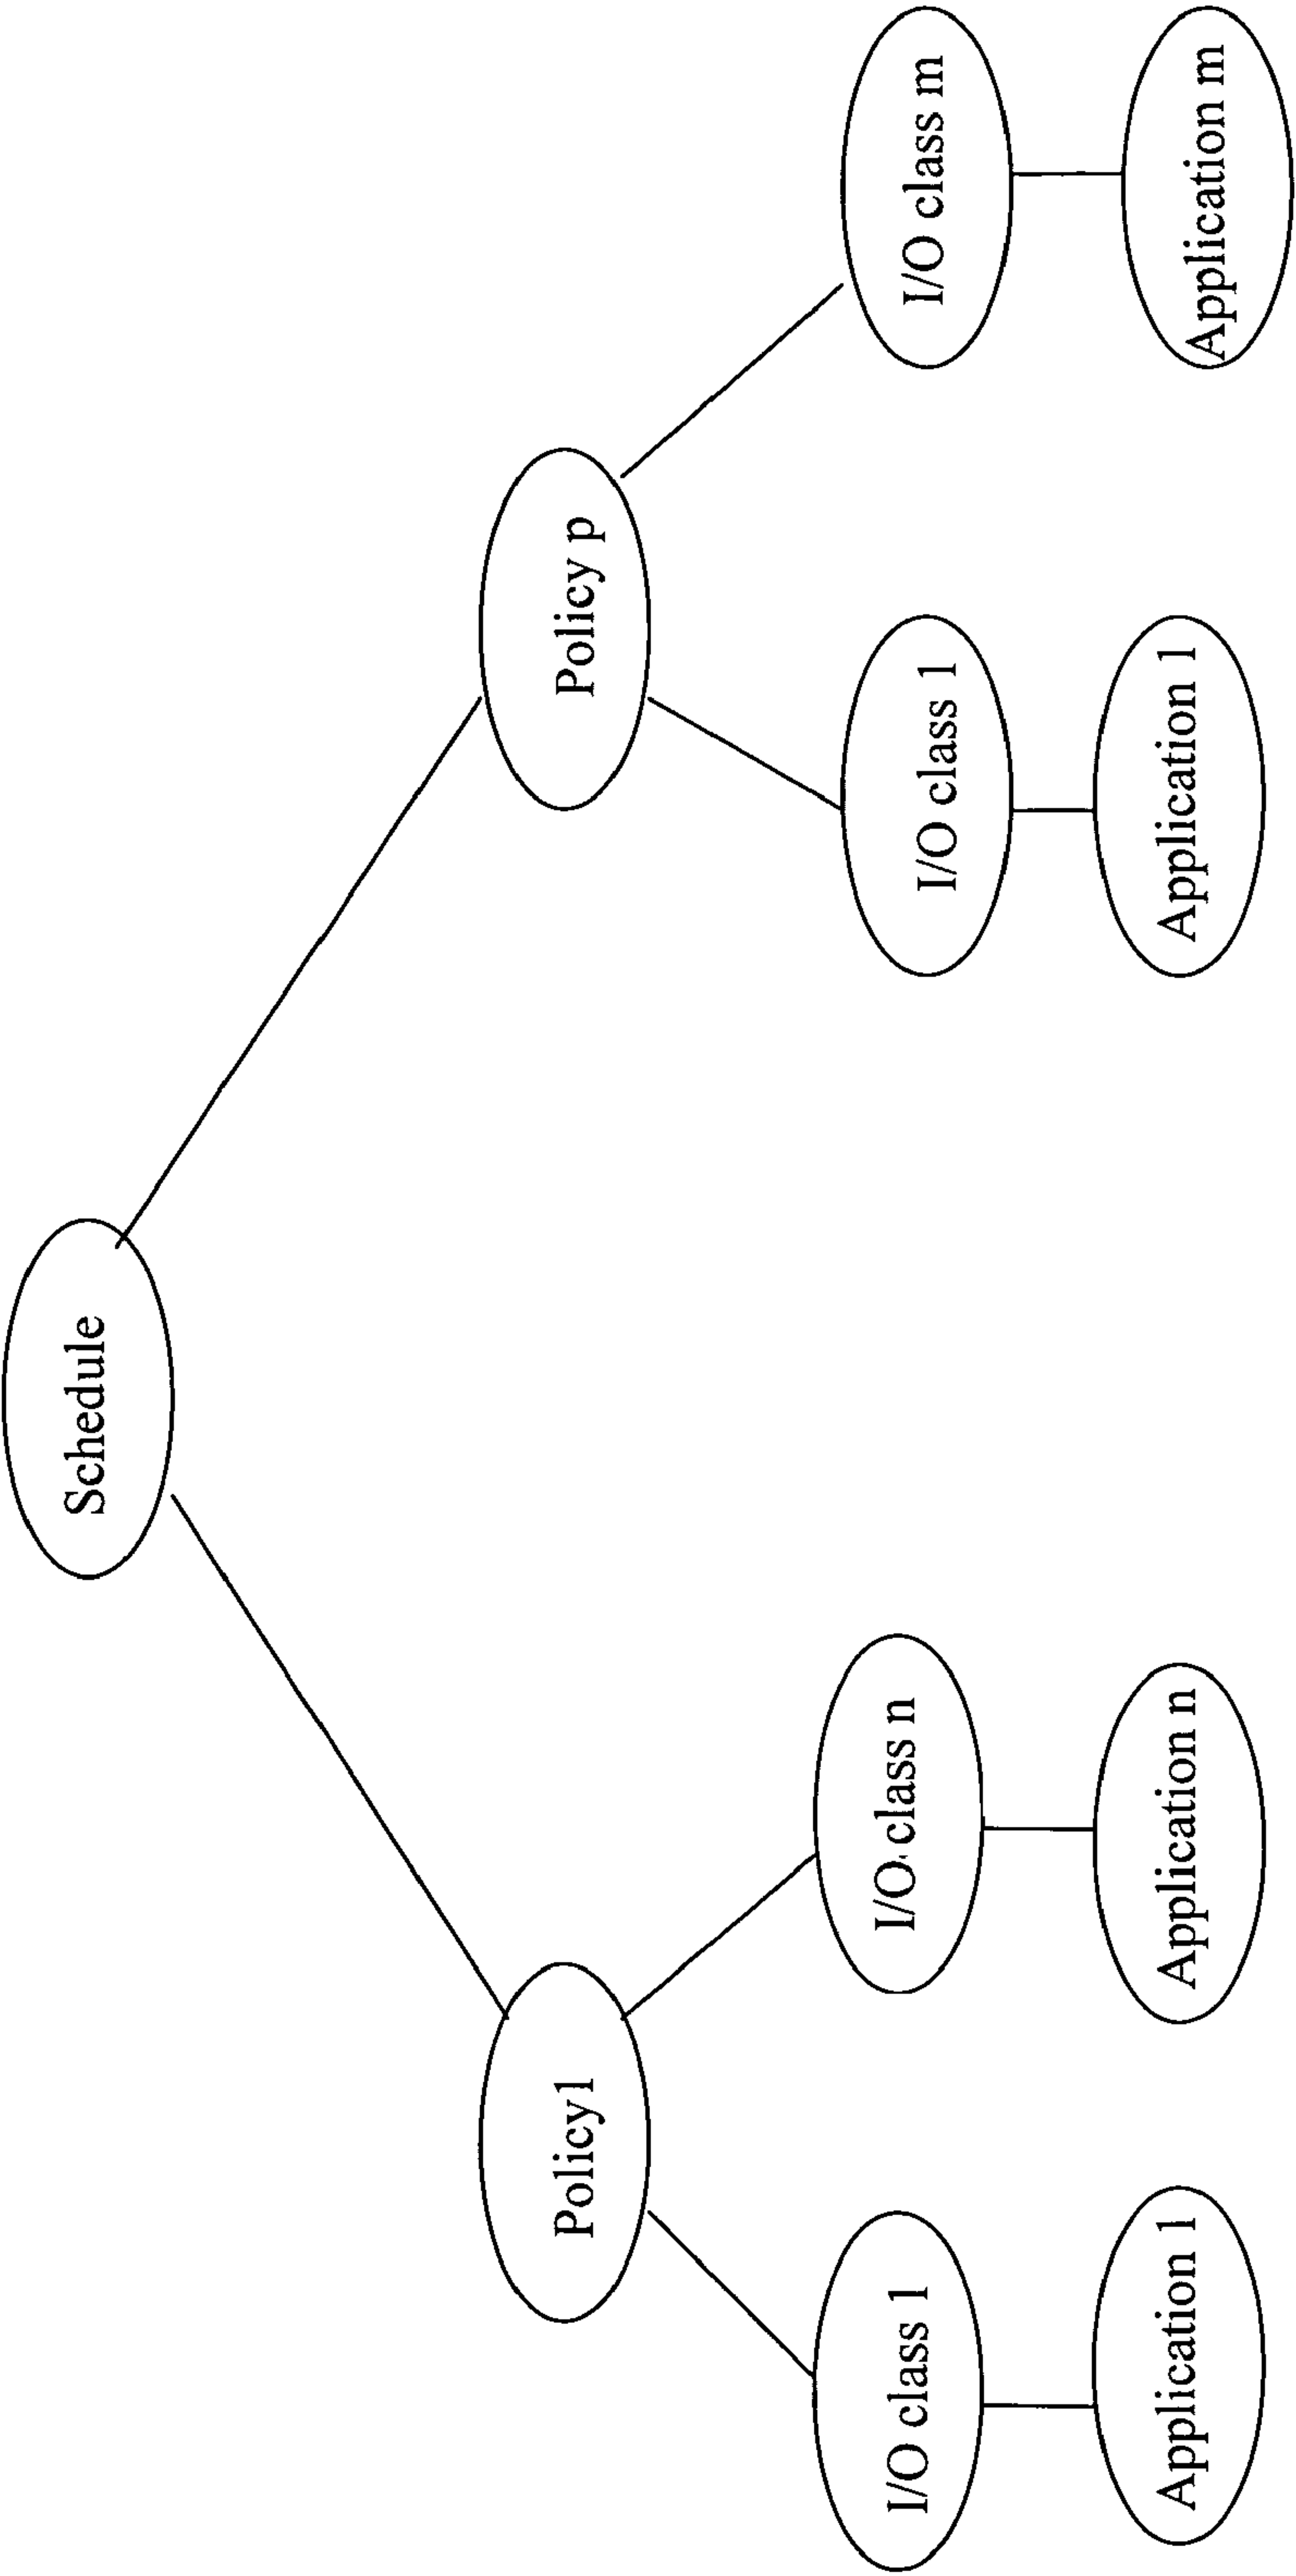 Schedule
Policy1
Policy p
I/O class 1
I/O class n
I/O class 1
I/O class m
Application 1
Application n
Application 1
Application m